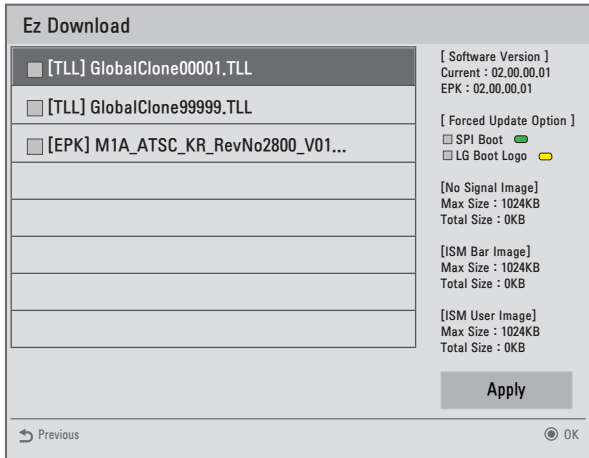 Ez Download
[TLL] GlobalClone00001.TLL
[TLL] GlobalClone99999.TLL
[EPK] M1A_ATSC_KR_RevNo2800_V01...
[ Software Version ]
Current : 02.00.00.01
EPK : 02.00.00.01
[ Forced Update Option ]
SPI Boot
LG Boot Logo
[No Signal Image]
Max Size : 1024KB
Total Size : 0KB
[ISM Bar Image]
Max Size : 1024KB
Total Size : 0KB
[ISM User Image]
Max Size : 1024KB
Total Size : 0KB
Apply
Previous
OK